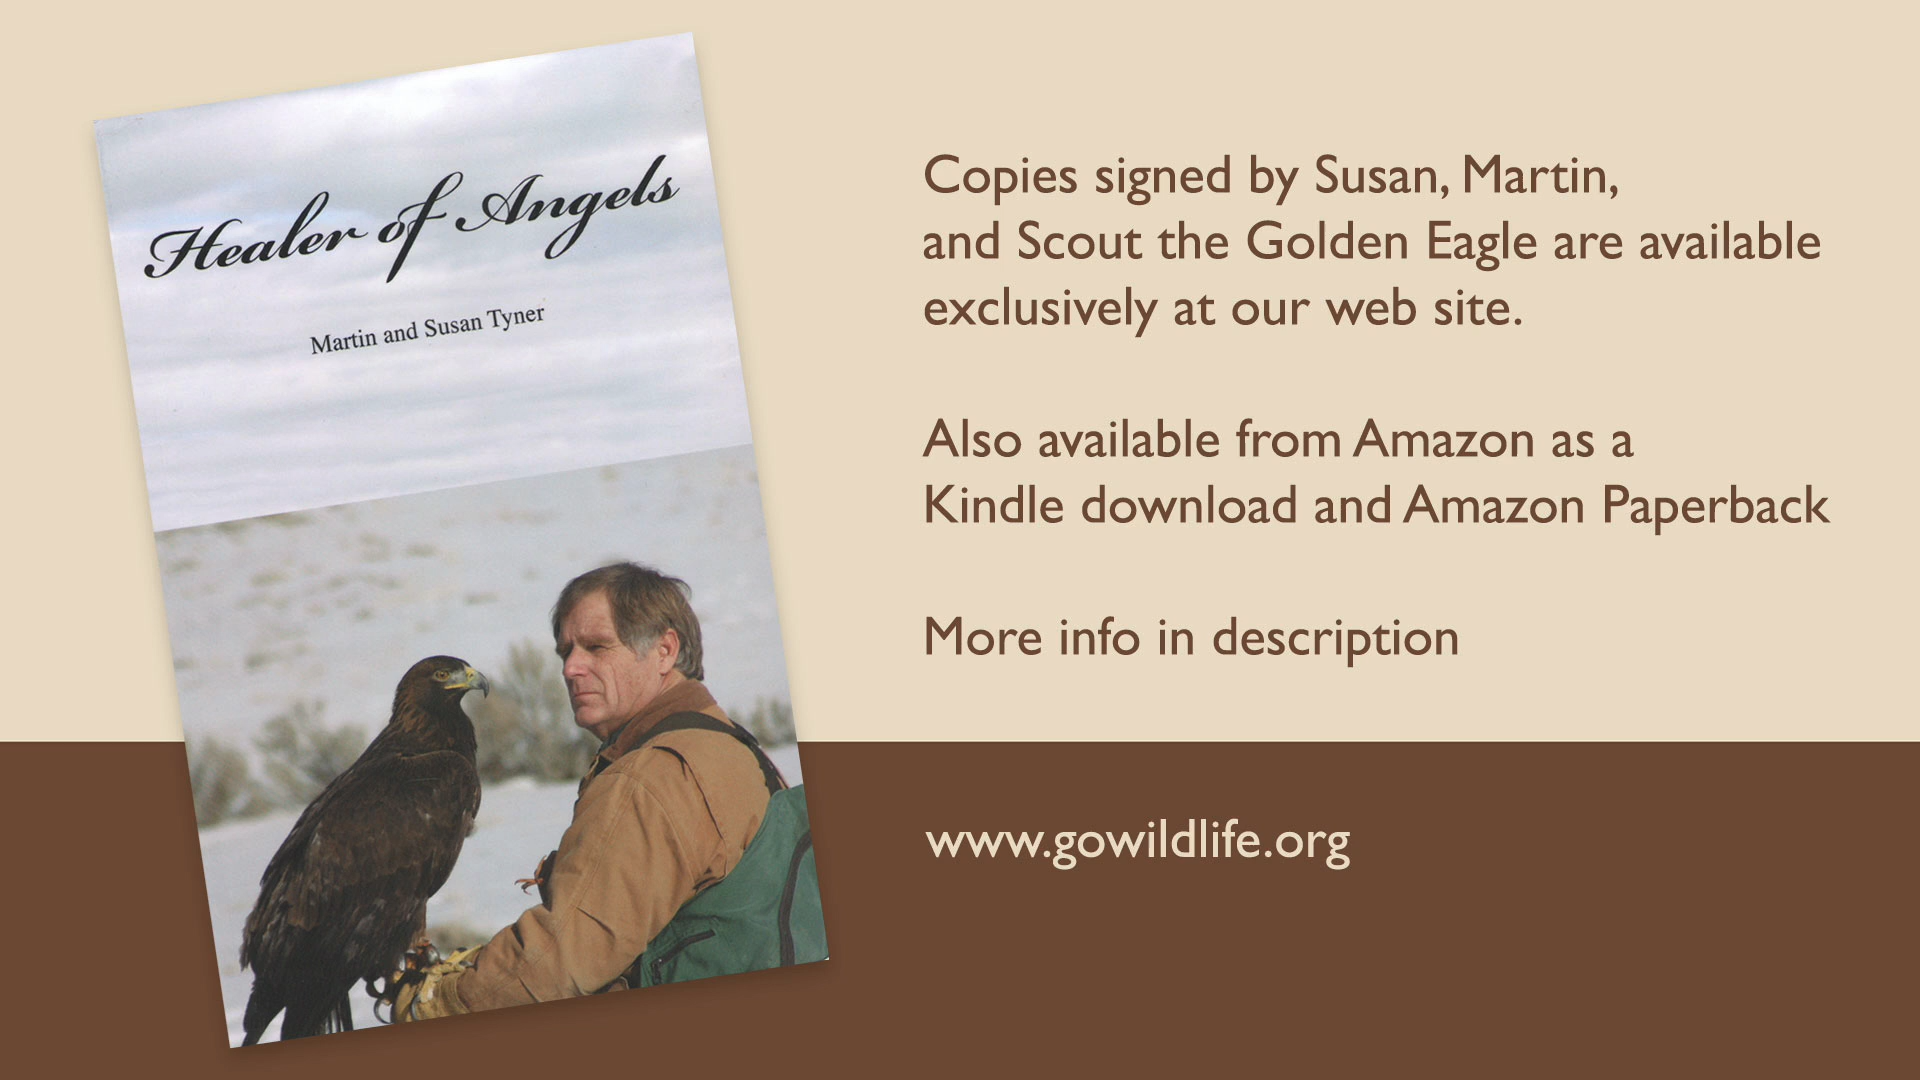 Healer of Angels
Martin and Susan Tyner
Copies signed by Susan, Martin,
and Scout the Golden Eagle are available
exclusively at our web site.
Also available from Amazon as a
Kindle download and Amazon Paperback
More info in description
www.gowildlife.org